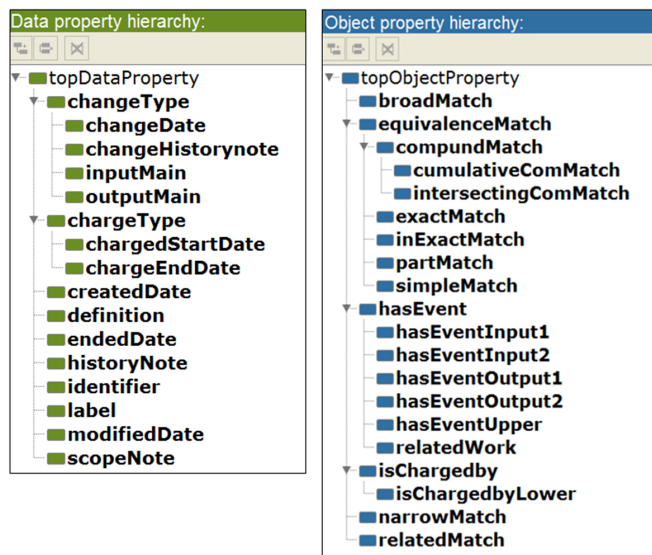 Data property hierarchy:
topDataProperty
changeType
changeDate
changeHistorynote
inputMain
outputMain
chargeType
chargedStartDate
chargeEndDate
createdDate
definition
endedDate
historyNote
identifier
label
modifiedDate
scopeNote
Object property hierarchy:
topObjectProperty
broadMatch
equivalenceMatch
compundMatch
cumulativeComMatch
intersectingComMatch
exactMatch
inExactMatch
partMatch
simpleMatch
hasEvent
hasEventInput1
hasEventInput2
hasEventOutput1
hasEventOutput2
hasEventUpper
relatedWork
isChargedby
isChargedbyLower
narrowMatch
relatedMatch